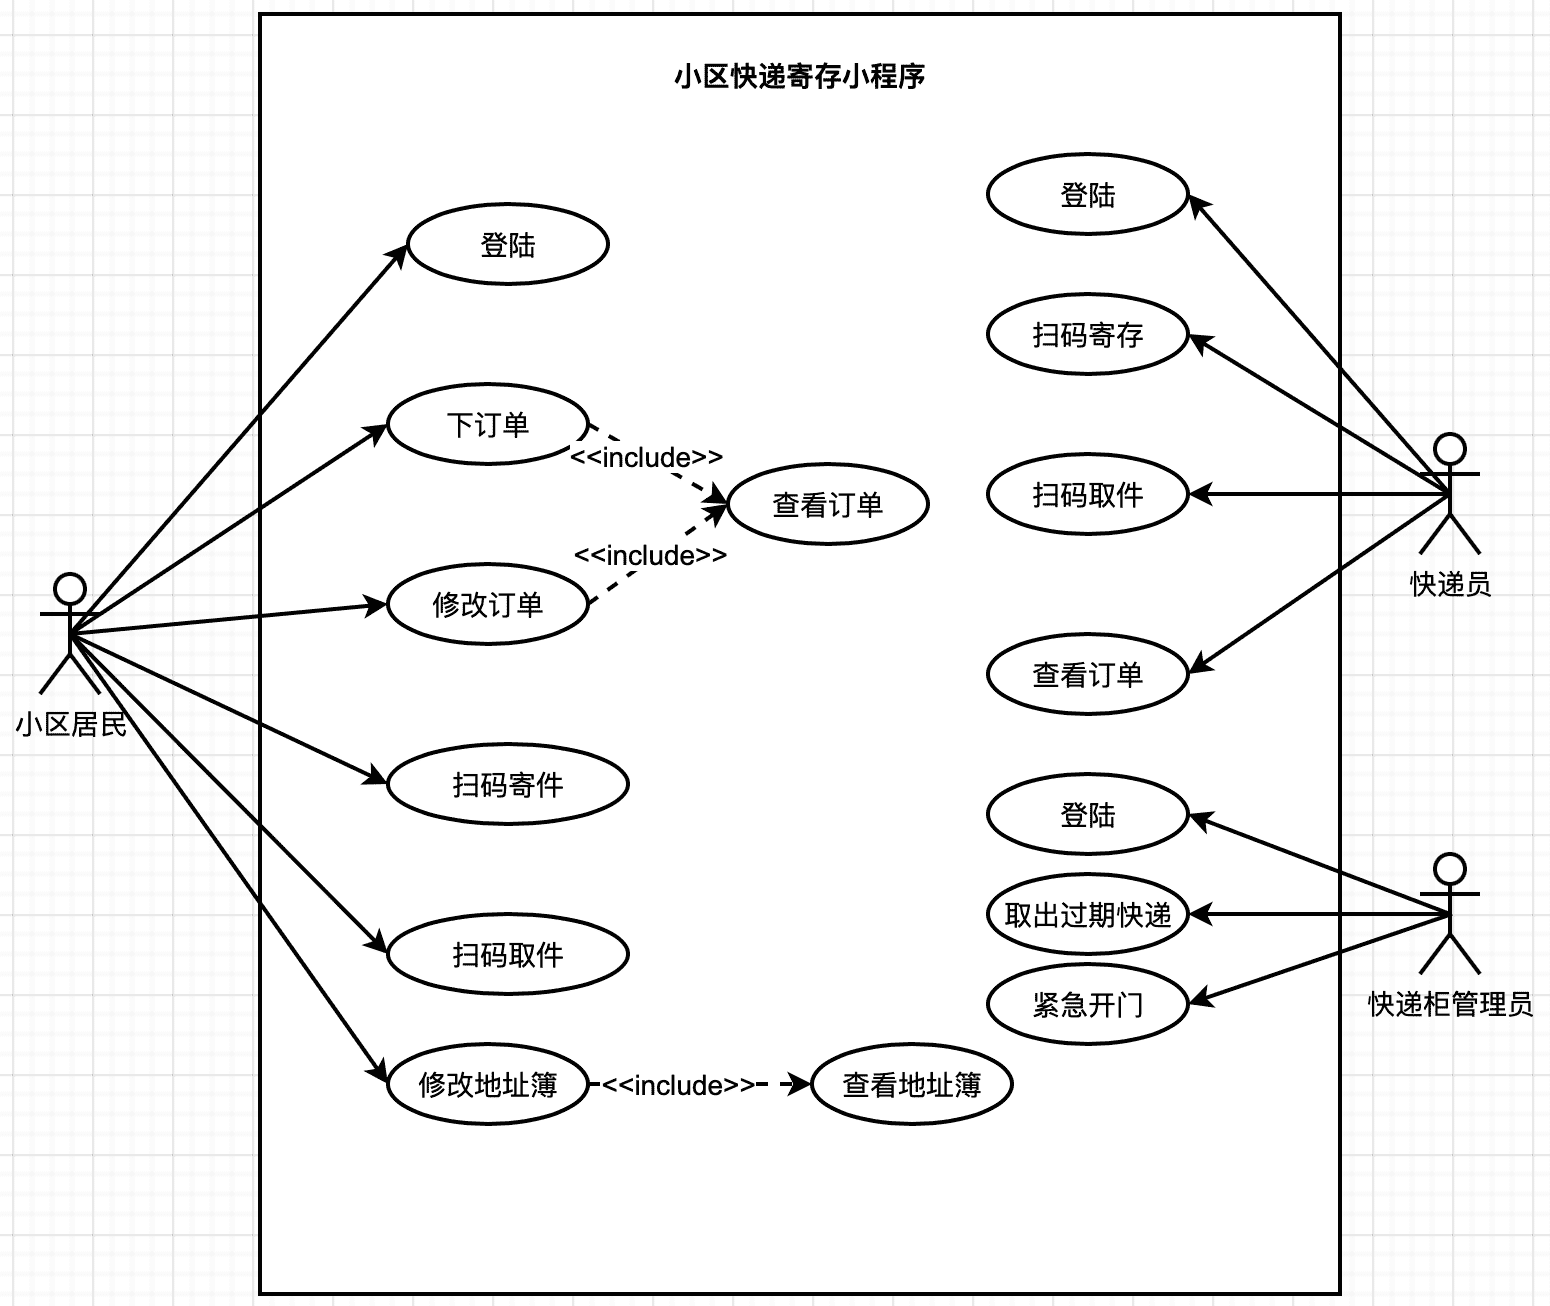 小区快递寄存小程序
登陆
下订单
<<include>>
查看订单
修改订单
<<include>>
扫码寄件
扫码取件
修改地址簿
<<include>>
查看地址簿
小区居民
登陆
扫码寄存
扫码取件
查看订单
快递员
登陆
取出过期快递
紧急开门
快递柜管理员